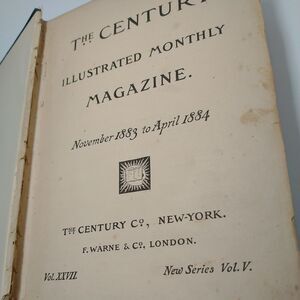 THE CENTURY
ILLUSTRATED MONTHLY
MAGAZINE.
November 1883 to April 1884
THE CENTURY Co, NEW-YORK.
F. WARNE & Co, LONDON.
Vol. XXVII. New Series Vol. V.